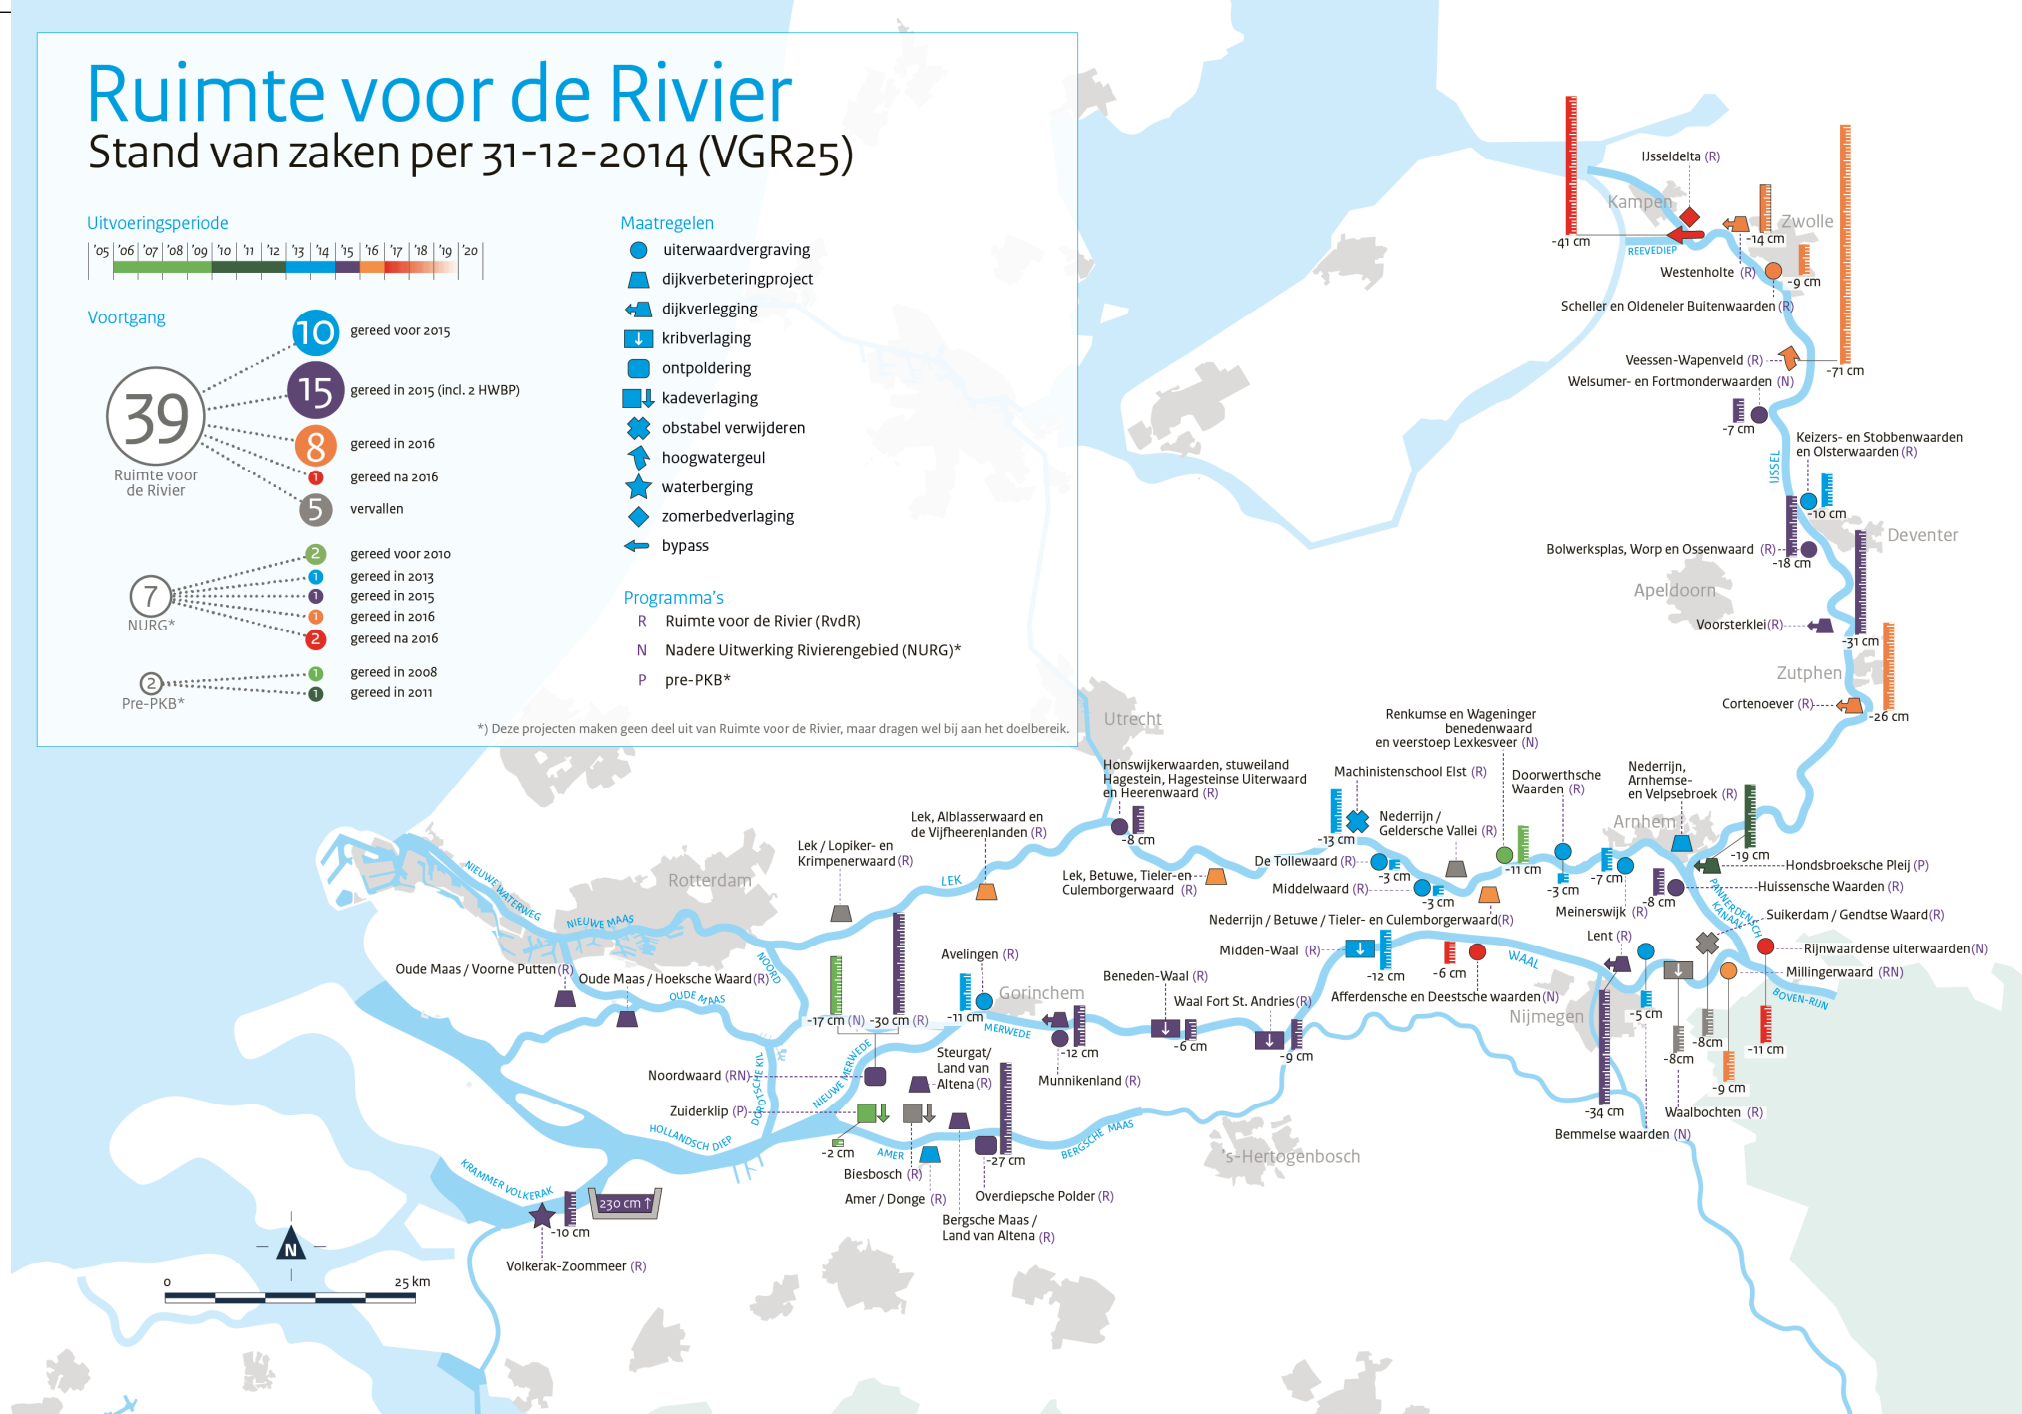 Ruimte voor de Rivier
Stand van zaken per 31-12-2014 (VGR25)
Uitvoeringsperiode
'05 '06 '07 '08 '09 '10 '11 '12 '13 '14 '15 '16 '17 '18 '19 '20
Voortgang
39
Ruimte voor
de Rivier
10 gereed voor 2015
15 gereed in 2015 (incl. 2 HWBP)
8 gereed in 2016
1 gereed na 2016
5 vervallen
7
NURG*
2 gereed voor 2010
1 gereed in 2013
1 gereed in 2015
1 gereed in 2016
2 gereed na 2016
2
Pre-PKB*
1 gereed in 2008
1 gereed in 2011
Maatregelen
uiterwaardvergraving
dijkverbeteringproject
dijkverlegging
kribverlaging
ontpoldering
kadeverlaging
obstabel verwijderen
hoogwatergeul
waterberging
zomerbedverlaging
bypass
Programma's
R Ruimte voor de Rivier (RvdR)
N Nadere Uitwerking Rivierengebied (NURG)*
P pre-PKB*
*) Deze projecten maken geen deel uit van Ruimte voor de Rivier, maar dragen wel bij aan het doelbereik.
IJsseldelta (R)
Kampen
Zwolle
-41 cm
REEVEDIEP
-14 cm
Westenholte (R)
-9 cm
Scheller en Oldeneler Buitenwaarden (R)
Veessen-Wapenveld (R)
-71 cm
Welsumer- en Fortmonderwaarden (N)
-7 cm
Keizers- en Stobbenwaarden
en Olsterwaarden (R)
IJSSEL
-10 cm
Deventer
Bolwerksplas, Worp en Ossenwaard (R)
-18 cm
Apeldoorn
Voorsterklei(R)
-31 cm
Zutphen
Cortenoever (R)
-26 cm
Utrecht
Renkumse en Wageninger
benedenwaard
en veerstoep Lexkesveer (N)
Honswijkerwaarden, stuweiland
Hagestein, Hagesteinse Uiterwaard
en Heerenwaard (R)
-8 cm
Machinistenschool Elst (R)
-13 cm
Doorwerthsche
Waarden (R)
Nederrijn,
Arnhemse-
en Velpsebroek (R)
Nederrijn /
Geldersche Vallei (R)
Arnhem
-19 cm
Lek, Alblasserwaard en
de Vijfheerenlanden (R)
Lek / Lopiker- en
Krimpenerwaard (R)
De Tollewaard (R)
-3 cm
-11 cm
-3 cm
-7 cm
Hondsbroeksche Pleij (P)
Rotterdam
LEK
Lek, Betuwe, Tieler-en
Culemborgerwaard (R)
Middelwaard (R)
-3 cm
-8 cm
Huissensche Waarden (R)
PANNERDENSCH
KANAAL
NIEUWE WATERWEG
NIEUWE MAAS
Nederrijn / Betuwe / Tieler- en Culemborgerwaard(R)
Meinerswijk (R)
Suikerdam / Gendtse Waard(R)
Lent (R)
Midden-Waal (R)
-12 cm
-6 cm
WAAL
Rijnwaardense uiterwaarden(N)
Millingerwaard (RN)
BOVEN-RIJN
Oude Maas / Voorne Putten(R)
Oude Maas / Hoeksche Waard(R)
NOORD
OUDE MAAS
Avelingen (R)
Gorinchem
Beneden-Waal (R)
Waal Fort St. Andries(R)
Afferdensche en Deestsche waarden(N)
Nijmegen
-5 cm
-17 cm (N)
-30 cm (R)
-11 cm
MERWEDE
-12 cm
-6 cm
-9 cm
-8cm
-8cm
-11 cm
-9 cm
Steurgat/
Land van
Altena (R)
Munnikenland (R)
Noordwaard (RN)
NIEUWE MERWEDE
DORDTSCHE KIL
Zuiderklip (P)
-34 cm
Waalbochten (R)
Bemmelse waarden (N)
HOLLANDSCH DIEP
-2 cm
AMER
-27 cm
BERGSCHE MAAS
's-Hertogenbosch
Biesbosch (R)
Amer / Donge (R)
Overdiepsche Polder (R)
Bergsche Maas /
Land van Altena (R)
KRAMMER VOLKERAK
230 cm ↑
-10 cm
Volkerak-Zoommeer (R)
N
0 25 km